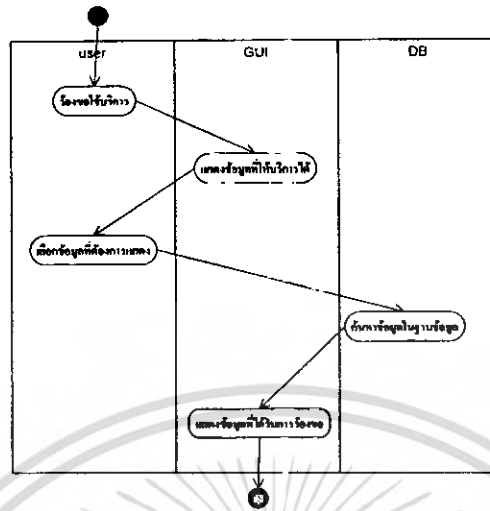 user
GUI
DB
ร้องขอใช้บริการ
แสดงข้อมูลที่ให้บริการได้
เลือกข้อมูลที่ต้องการแสดง
ค้นหาข้อมูลในฐานข้อมูล
แสดงข้อมูลที่ได้ในการร้องขอ